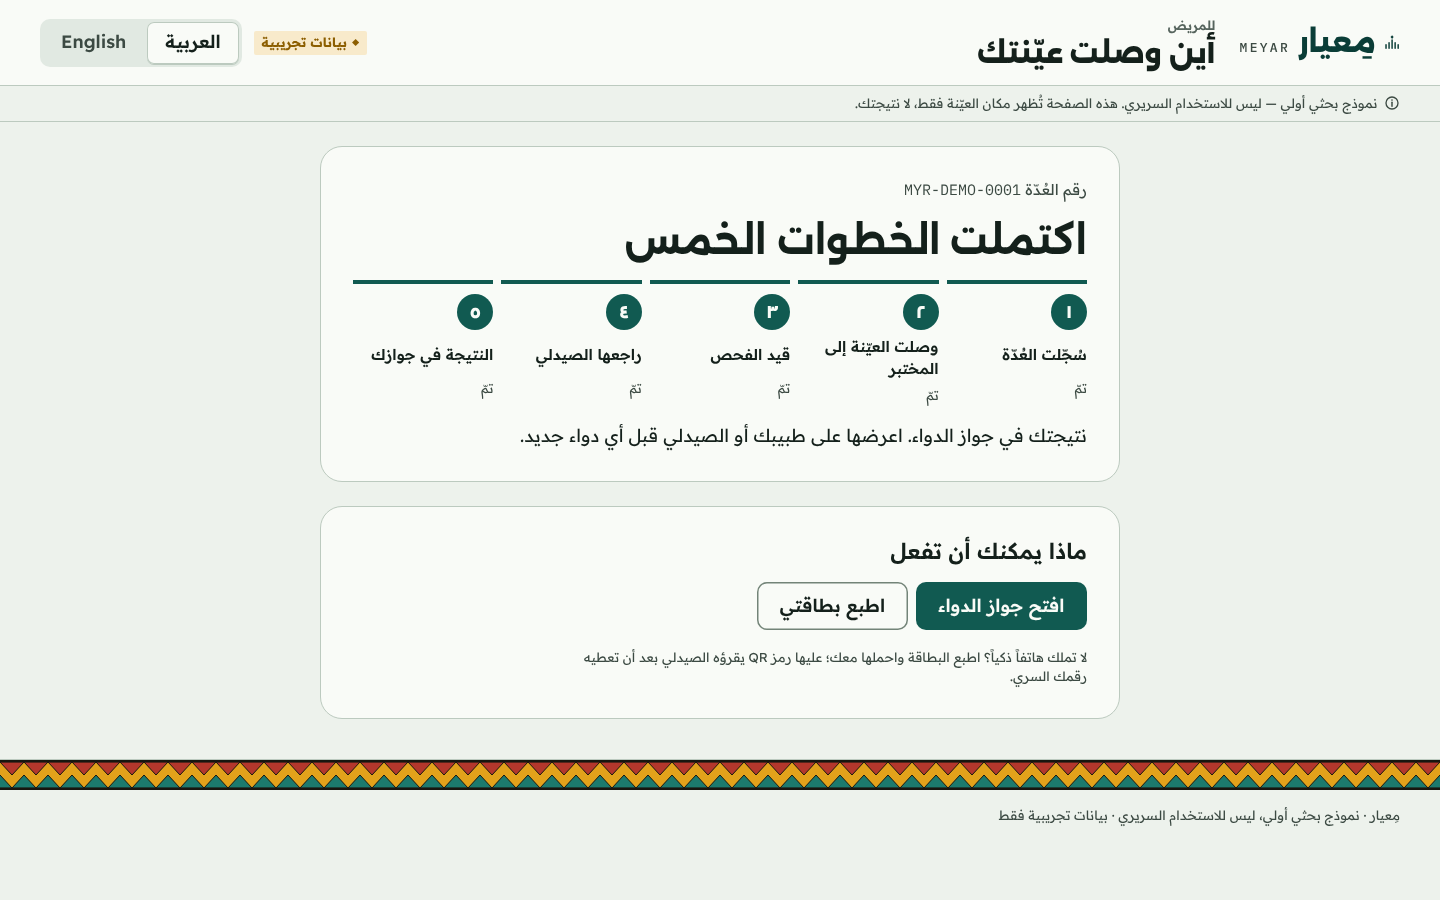 مِعيار MEYAR
للمريض
أين وصلت عيّنتك
بيانات تجريبية
العربية
English
نموذج بحثي أولي — ليس للاستخدام السريري. هذه الصفحة تُظهر مكان العيّنة فقط، لا نتيجتك.
رقم العُدّة MYR-DEMO-0001
اكتملت الخطوات الخمس
١
سُجّلت العُدّة
تمّ
٢
وصلت العيّنة إلى
المختبر
تمّ
٣
قيد الفحص
تمّ
٤
راجعها الصيدلي
تمّ
٥
النتيجة في جوازك
تمّ
نتيجتك في جواز الدواء. اعرضها على طبيبك أو الصيدلي قبل أي دواء جديد.
ماذا يمكنك أن تفعل
افتح جواز الدواء
اطبع بطاقتي
لا تملك هاتفاً ذكياً؟ اطبع البطاقة واحملها معك؛ عليها رمز QR يقرؤه الصيدلي بعد أن تعطيه
رقمك السري.
مِعيار · نموذج بحثي أولي، ليس للاستخدام السريري · بيانات تجريبية فقط